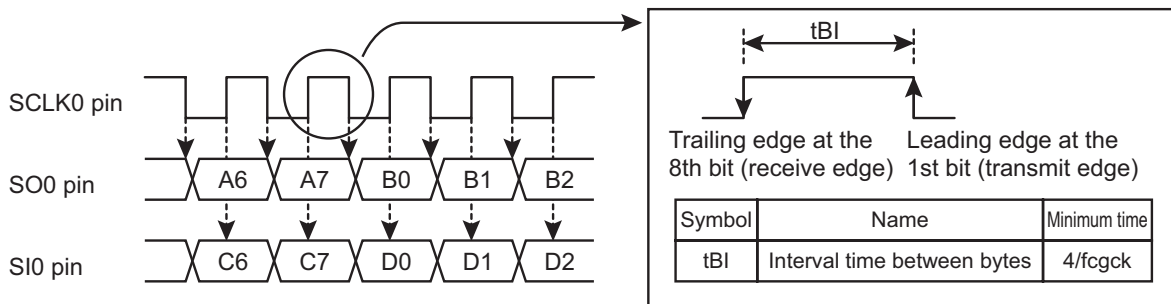 SCLK0 pin
SO0 pin
A6 A7 B0 B1 B2
SI0 pin
C6 C7 D0 D1 D2
tBI
Trailing edge at the
8th bit (receive edge)
Leading edge at the
1st bit (transmit edge)
Symbol Name Minimum time
tBI Interval time between bytes 4/fcgck